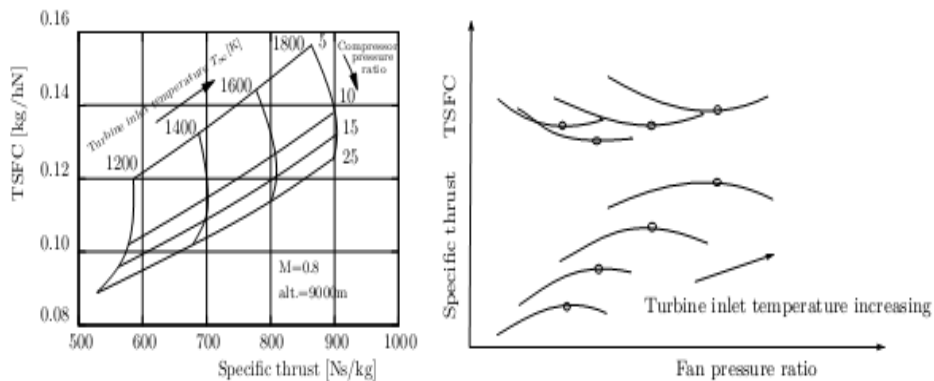 0.16
0.14
0.12
0.10
0.08
TSFC [kg/hN]
Turbine inlet temperature T∞[K]
1200
1400
1600
1800
5
10
15
25
Compressor
pressure
ratio
M=0.8
alt.=9000m
500
600
700
800
900
1000
Specific thrust [Ns/kg]
TSFC
Specific thrust
Turbine inlet temperature increasing
Fan pressure ratio